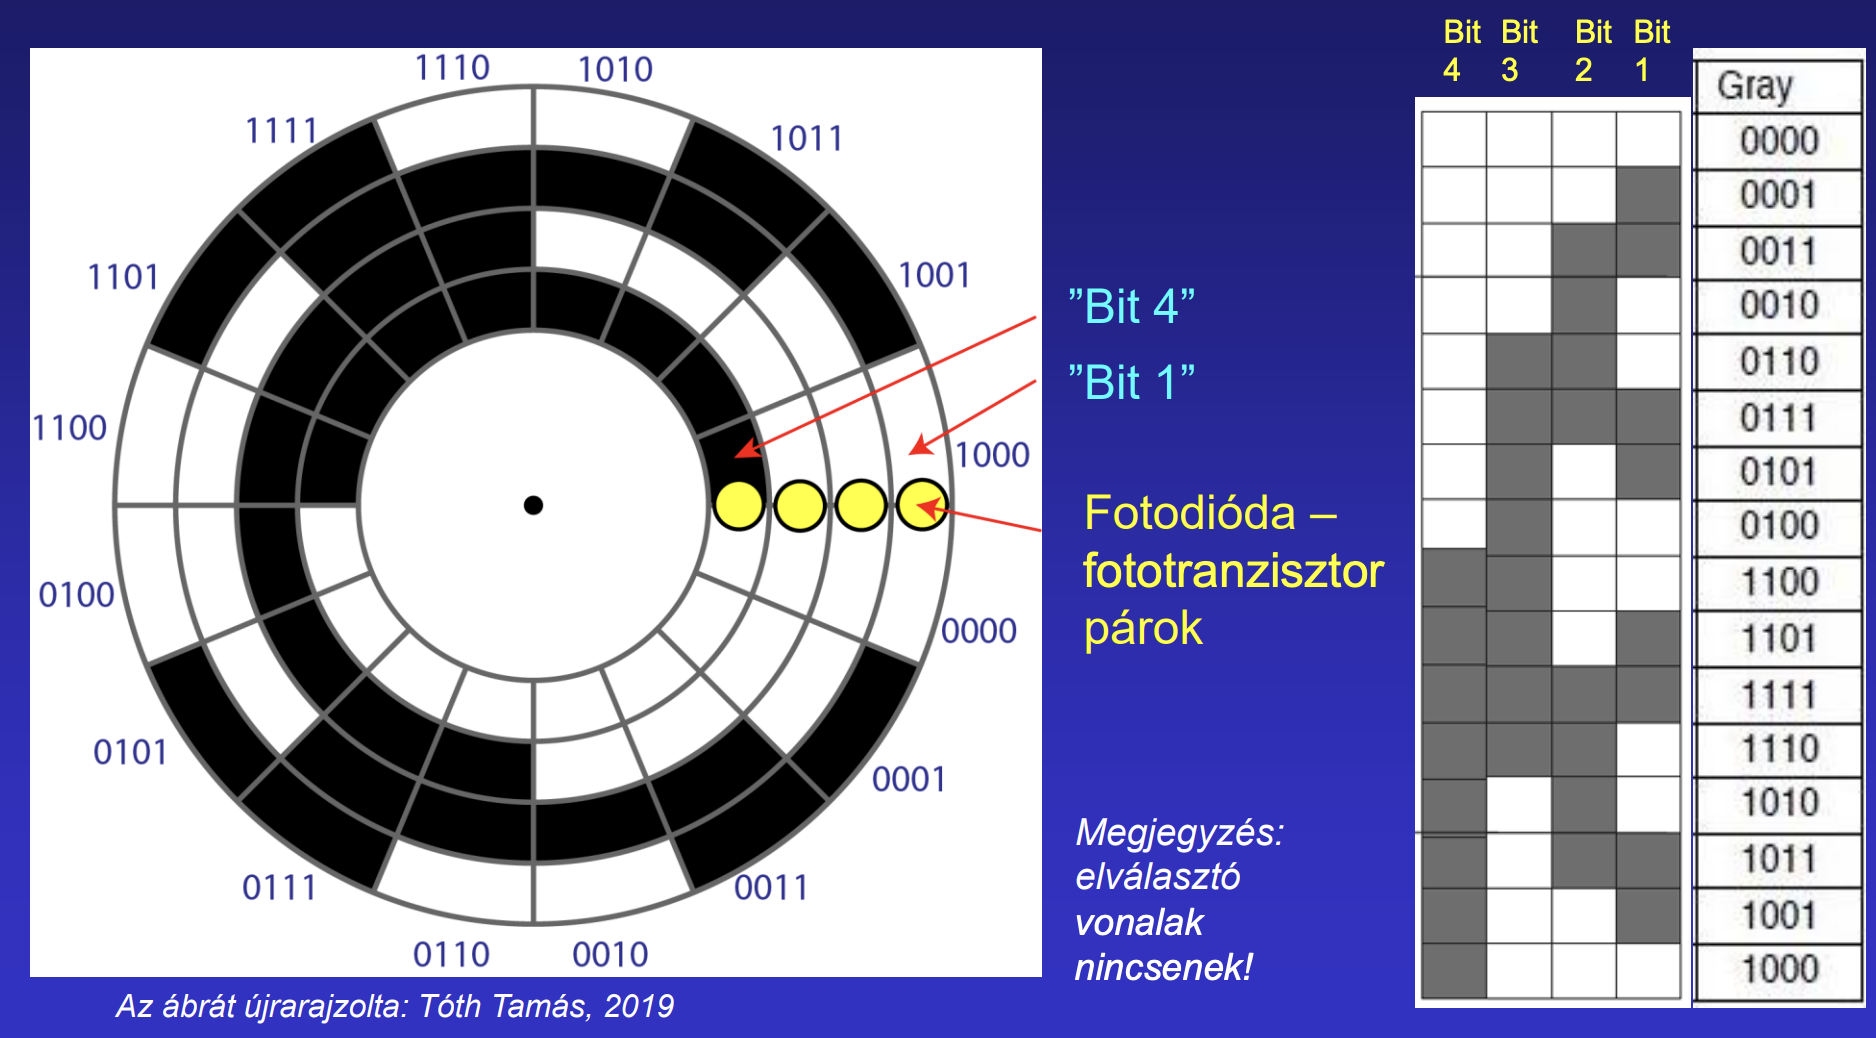 Bit Bit Bit Bit
4 3 2 1
1110 1010
1111 1011
1101 1001
1100 1000
0100 0000
0101 0001
0111 0011
0110 0010
”Bit 4”
”Bit 1”
Fotodióda –
fototranzisztor
párok
Megjegyzés:
elválasztó
vonalak
nincsenek!
Az ábrát újrarajzolta: Tóth Tamás, 2019
Gray
0000
0001
0011
0010
0110
0111
0101
0100
1100
1101
1111
1110
1010
1011
1001
1000